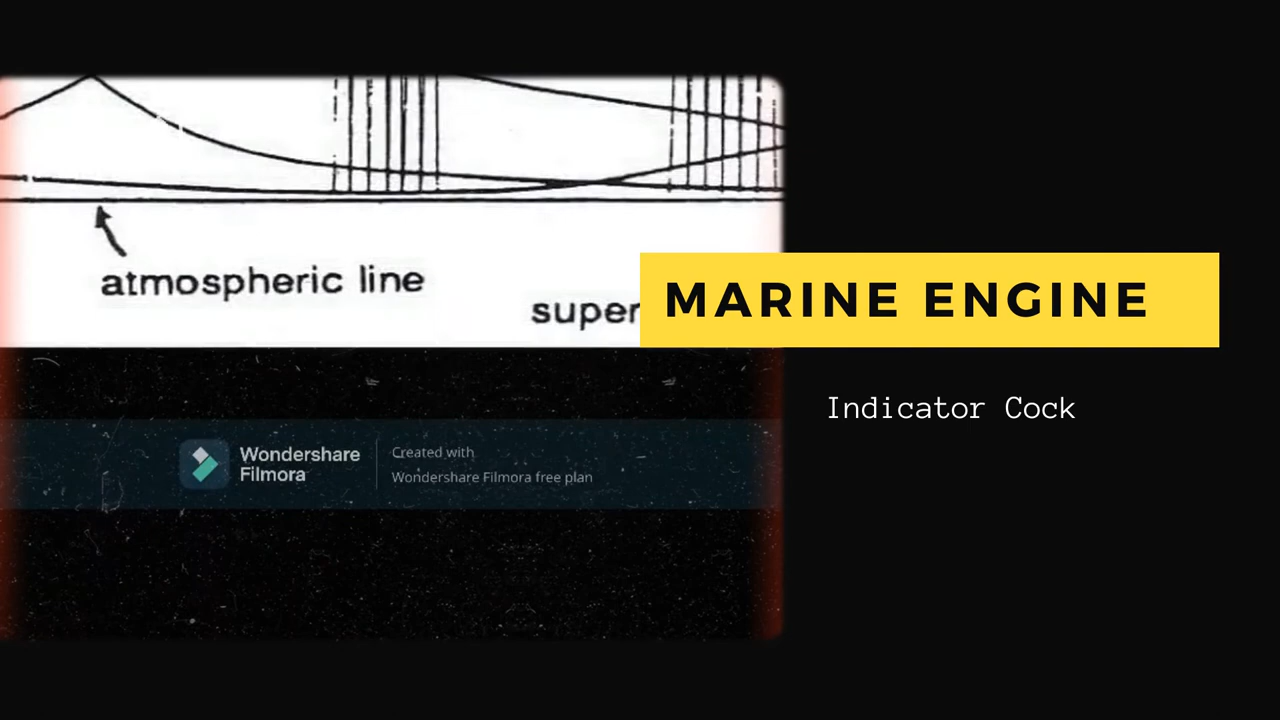 atmospheric line
super
MARINE ENGINE
Indicator Cock
Wondershare
Filmora
Created with
Wondershare Filmora free plan